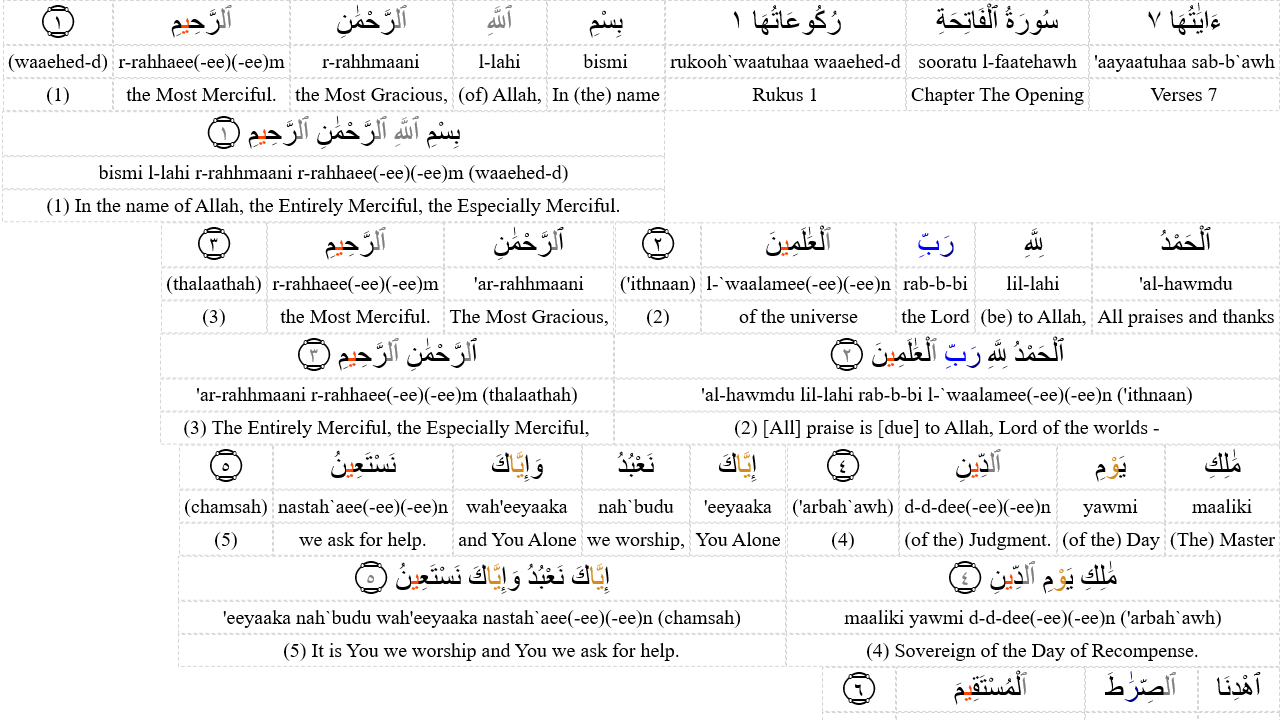 ءَايَٰتُهَا ٧ سُورَةُ ٱلْفَاتِحَةِ رُكُوعَاتُهَا ١ بِسْمِ ٱللَّهِ ٱلرَّحْمَٰنِ ٱلرَّحِيمِ ١
'aayaatuhaa sab-b`awh sooratu l-faatehawh rukooh`waatuhaa waaehed-d bismi l-lahi r-rahhmaani r-rahhaee(-ee)(-ee)m (waaehed-d)
Verses 7 Chapter The Opening Rukus 1 In (the) name (of) Allah, the Most Gracious, the Most Merciful. (1)
بِسْمِ ٱللَّهِ ٱلرَّحْمَٰنِ ٱلرَّحِيمِ ١
bismi l-lahi r-rahhmaani r-rahhaee(-ee)(-ee)m (waaehed-d)
(1) In the name of Allah, the Entirely Merciful, the Especially Merciful.
ٱلْحَمْدُ لِلَّهِ رَبِّ ٱلْعَٰلَمِينَ ٢ ٱلرَّحْمَٰنِ ٱلرَّحِيمِ ٣
'al-hawmdu lil-lahi rab-b-bi l-`waalamee(-ee)(-ee)n ('ithnaan) 'ar-rahhmaani r-rahhaee(-ee)(-ee)m (thalaathah)
All praises and thanks (be) to Allah, the Lord of the universe (2) The Most Gracious, the Most Merciful. (3)
ٱلْحَمْدُ لِلَّهِ رَبِّ ٱلْعَٰلَمِينَ ٢ ٱلرَّحْمَٰنِ ٱلرَّحِيمِ ٣
'al-hawmdu lil-lahi rab-b-bi l-`waalamee(-ee)(-ee)n ('ithnaan) 'ar-rahhmaani r-rahhaee(-ee)(-ee)m (thalaathah)
(2) [All] praise is [due] to Allah, Lord of the worlds - (3) The Entirely Merciful, the Especially Merciful,
مَٰلِكِ يَوْمِ ٱلدِّينِ ٤ إِيَّاكَ نَعْبُدُ وَإِيَّاكَ نَسْتَعِينُ ٥
maaliki yawmi d-d-dee(-ee)(-ee)n ('arbah`awh) 'eeyaaka nah`budu wah'eeyaaka nastah`aee(-ee)(-ee)n (chamsah)
(The) Master (of the) Day (of the) Judgment. (4) You Alone we worship, and You Alone we ask for help. (5)
مَٰلِكِ يَوْمِ ٱلدِّينِ ٤ إِيَّاكَ نَعْبُدُ وَإِيَّاكَ نَسْتَعِينُ ٥
maaliki yawmi d-d-dee(-ee)(-ee)n ('arbah`awh) 'eeyaaka nah`budu wah'eeyaaka nastah`aee(-ee)(-ee)n (chamsah)
(4) Sovereign of the Day of Recompense. (5) It is You we worship and You we ask for help.
ٱهْدِنَا ٱلصِّرَٰطَ ٱلْمُسْتَقِيمَ ٦